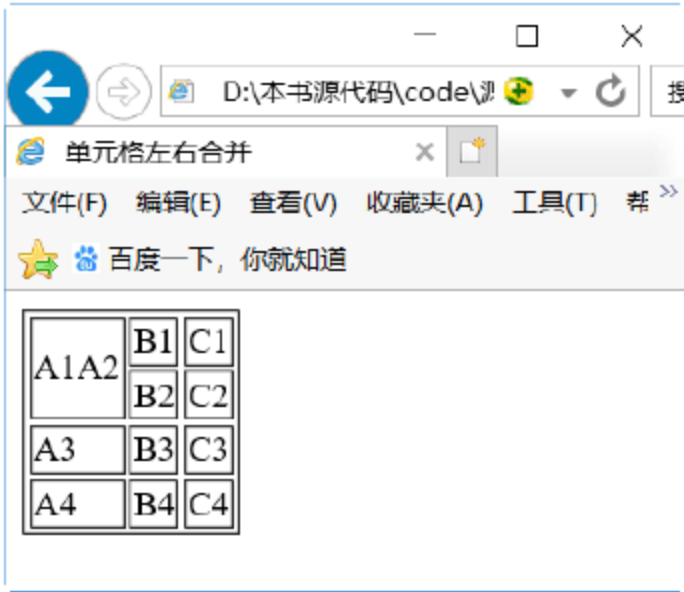 D:\本书源代码\code\
单元格左右合并
文件(F) 编辑(E) 查看(V) 收藏夹(A) 工具(T) 帮
百度一下，你就知道
A1A2 B1 C1
B2 C2
A3 B3 C3
A4 B4 C4